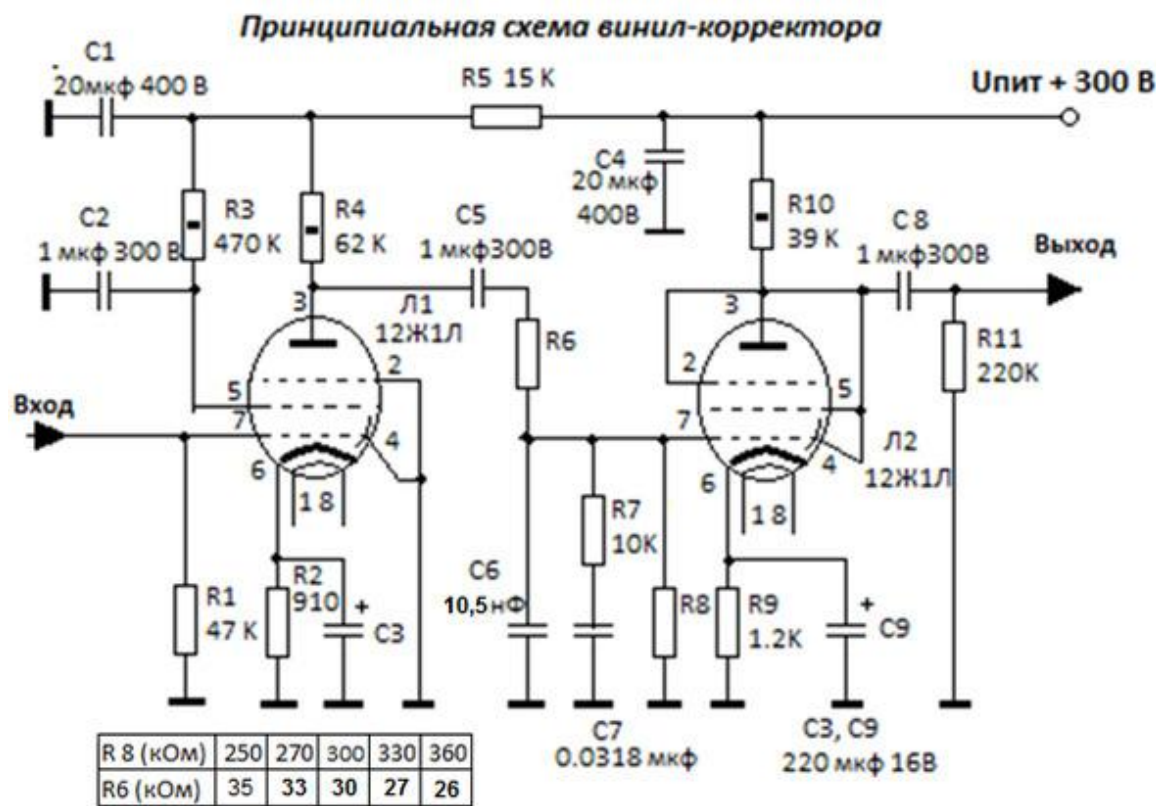 Принципиальная схема винил-корректора
C1
20мкф 400 В
R5 15 K
Uпит + 300 В
C2
1 мкф 300 В
R3
470 К
R4
62 К
C5
1 мкф300В
C4
20 мкф
400В
R10
39 К
C 8
1 мкф300В
Выход
3
Л1
12Ж1Л
2
5
7
4
6
1 8
Вход
R6
3
2
7
5
4
6
1 8
Л2
12Ж1Л
R11
220К
R1
47 К
R2
910
+
C3
C6
10,5 нФ
R7
10К
R8
R9
1.2К
+
C9
C7
0.0318 мкф
C3, C9
220 мкф 16В
R 8 (кОм) 250 270 300 330 360
R6 (кОм) 35 33 30 27 26